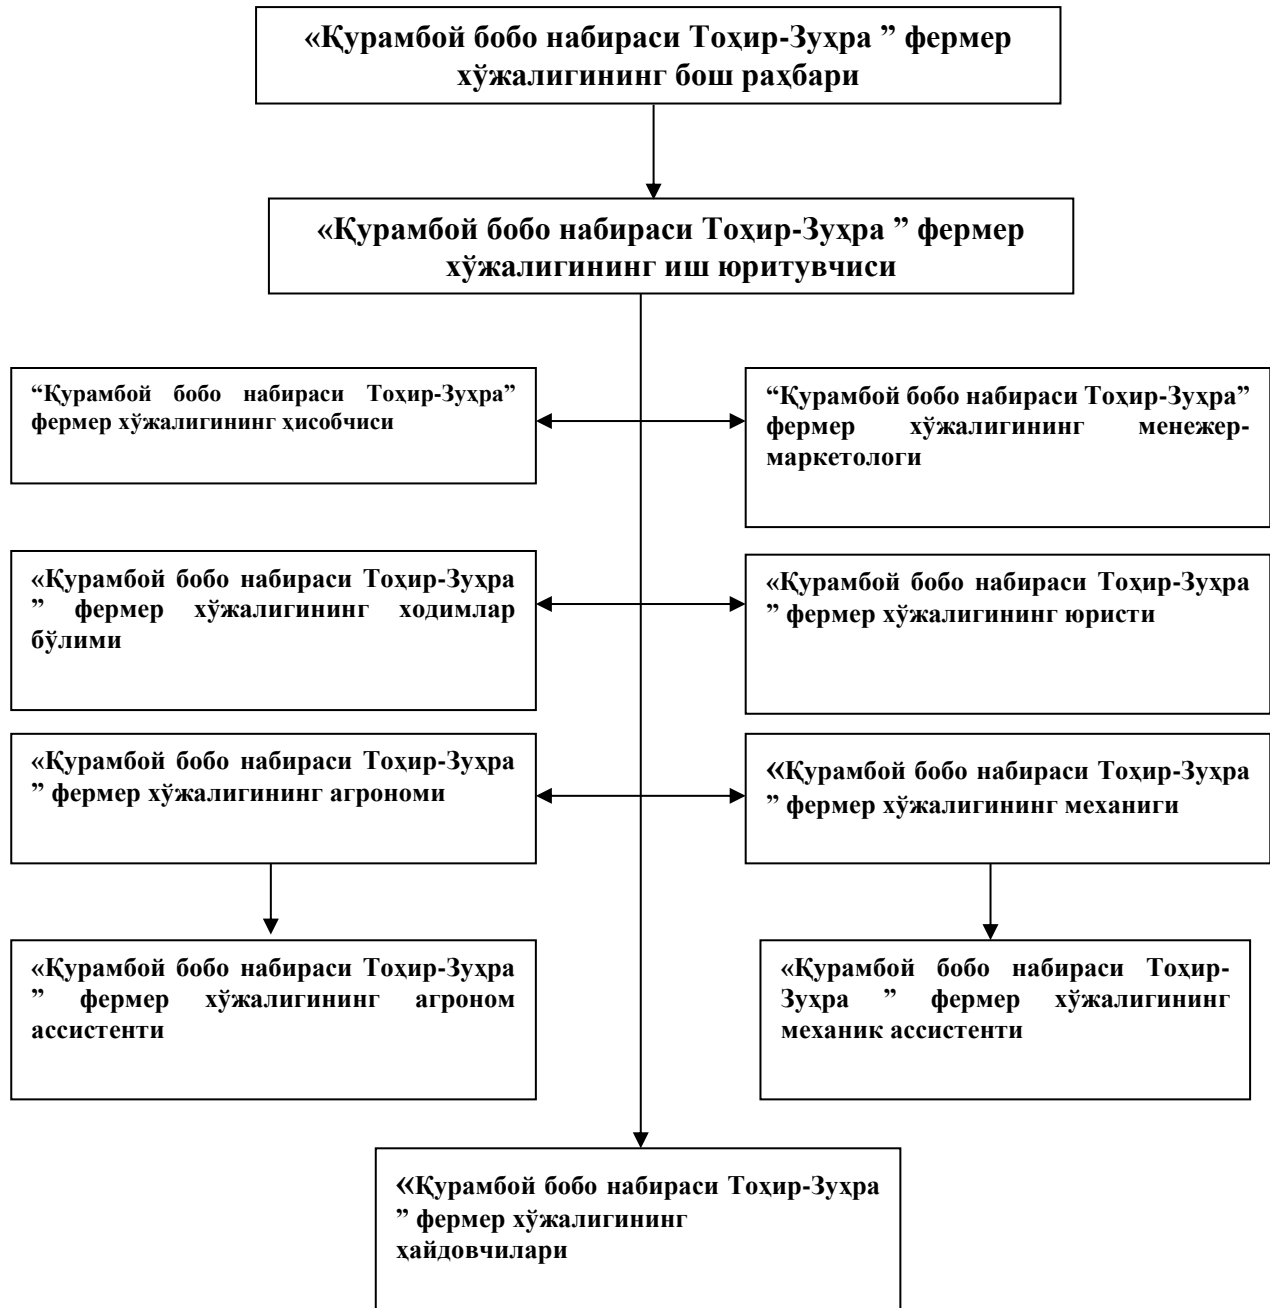 «Қурамбой бобо набираси Тоҳир-Зуҳра ” фермер
хўжалигининг бош раҳбари
«Қурамбой бобо набираси Тоҳир-Зуҳра ” фермер
хўжалигининг иш юритувчиси
“Қурамбой бобо набираси Тоҳир-Зуҳра”
фермер хўжалигининг ҳисобчиси
“Қурамбой бобо набираси Тоҳир-Зуҳра”
фермер хўжалигининг менежер-
маркетологи
«Қурамбой бобо набираси Тоҳир-Зуҳра
” фермер хўжалигининг ходимлар
бўлими
«Қурамбой бобо набираси Тоҳир-Зуҳра
” фермер хўжалигининг юристи
«Қурамбой бобо набираси Тоҳир-Зуҳра
” фермер хўжалигининг агрономи
«Қурамбой бобо набираси Тоҳир-Зуҳра
” фермер хўжалигининг механиги
«Қурамбой бобо набираси Тоҳир-Зуҳра
” фермер хўжалигининг агроном
ассистенти
«Қурамбой бобо набираси Тоҳир-
Зуҳра ” фермер хўжалигининг
механик ассистенти
«Қурамбой бобо набираси Тоҳир-Зуҳра
” фермер хўжалигининг
ҳайдовчилари